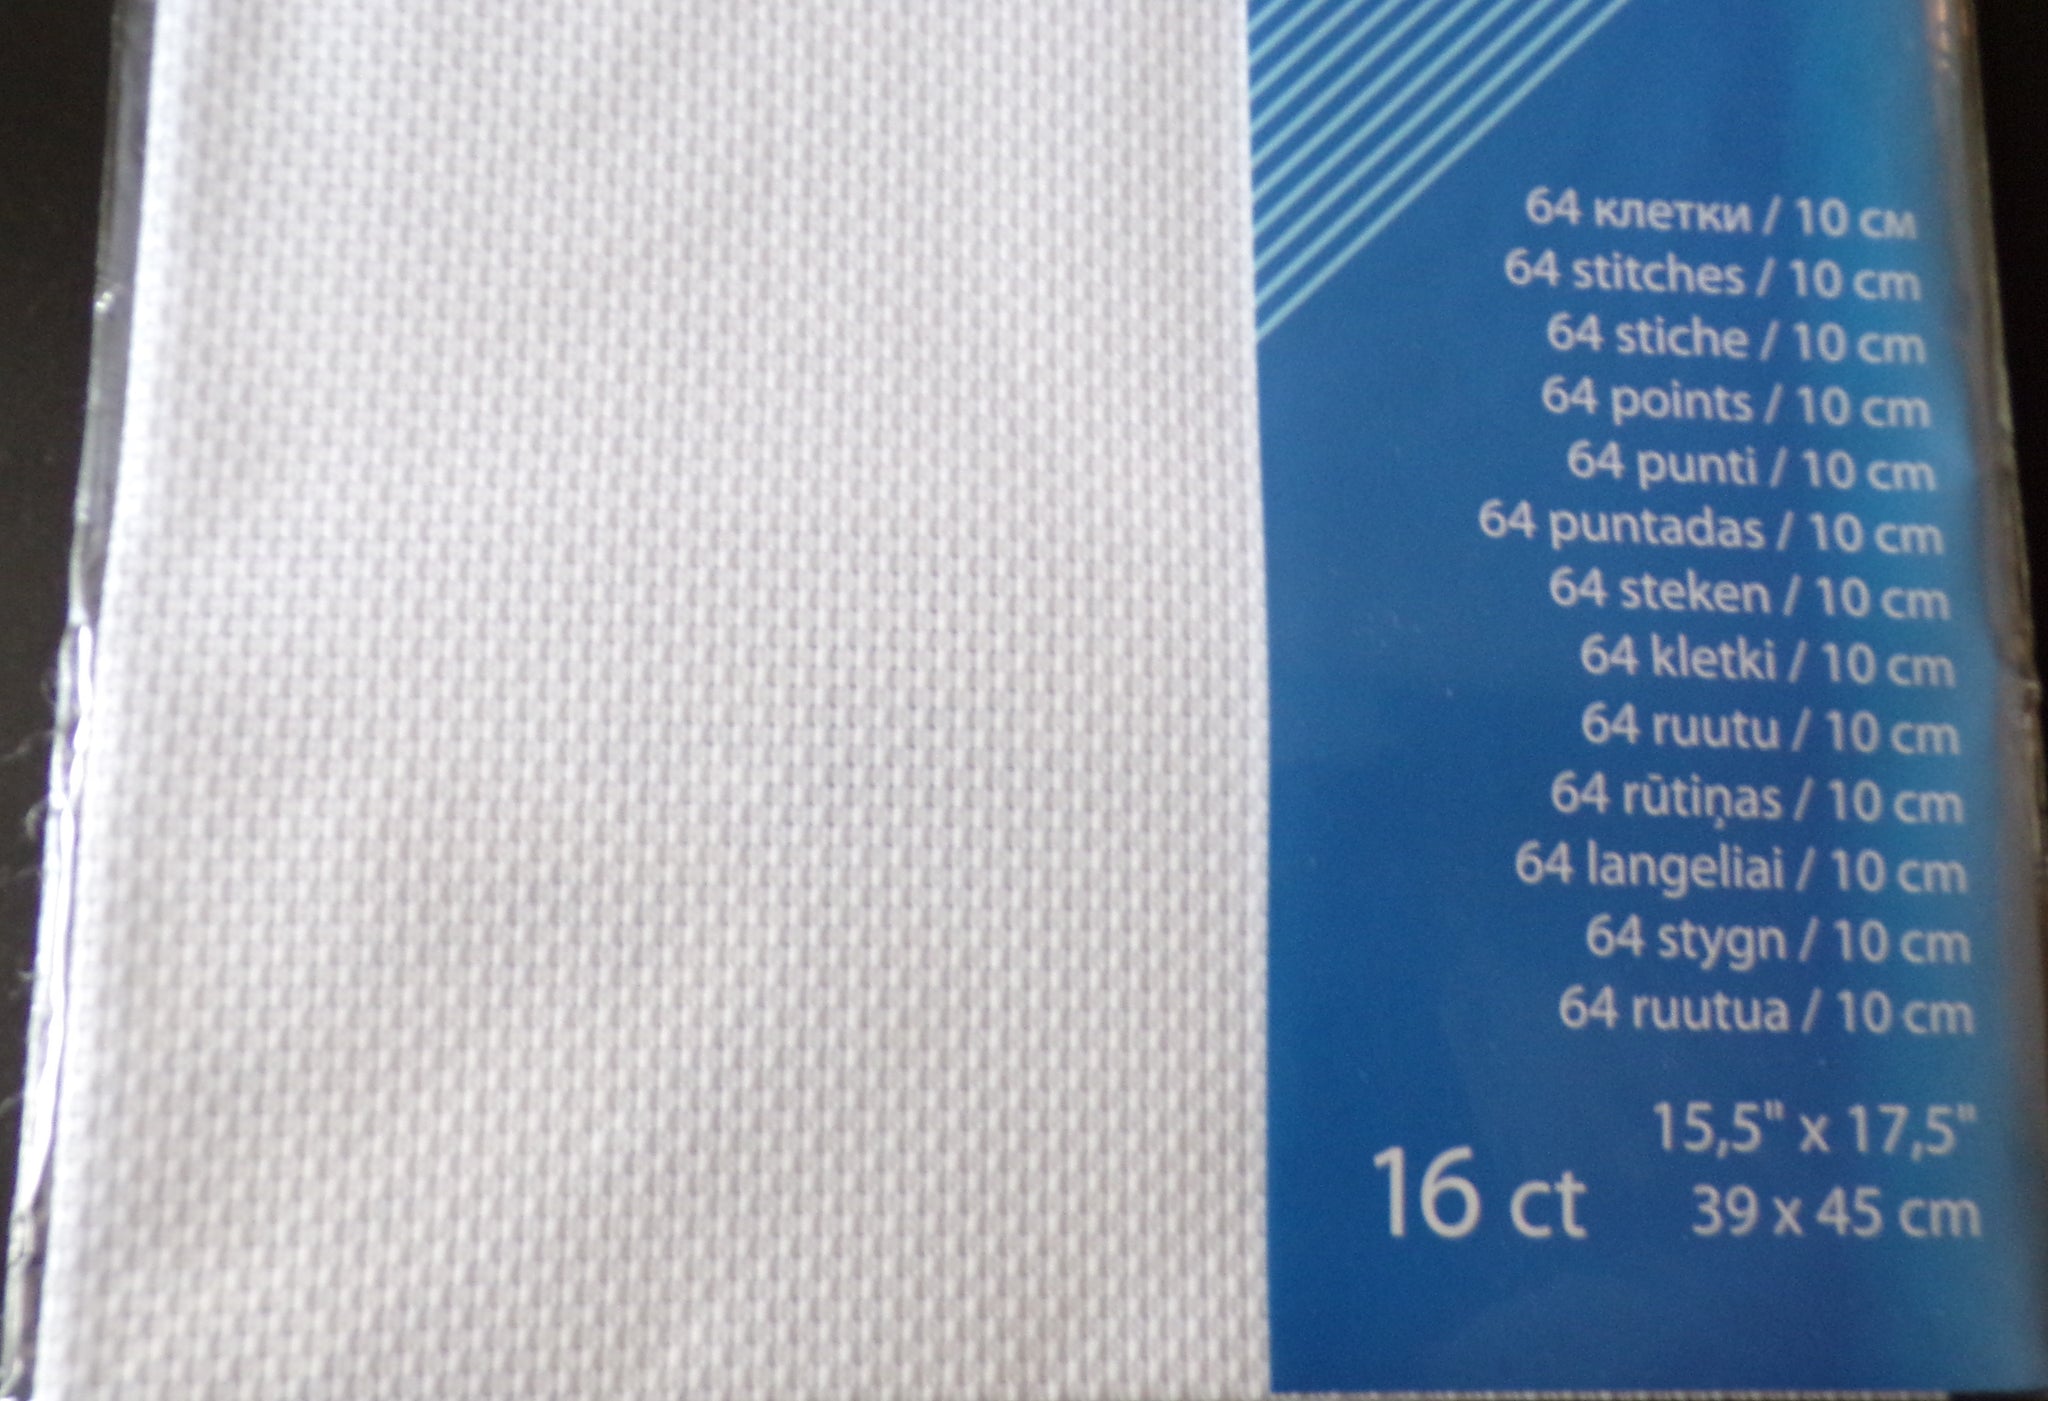 64 клетки / 10 см
64 stitches / 10 cm
64 stiche / 10 cm
64 points / 10 cm
64 punti / 10 cm
64 puntadas / 10 cm
64 steken / 10 cm
64 kletki / 10 cm
64 ruutu / 10 cm
64 rūtiņas / 10 cm
64 langeliai / 10 cm
64 stygn / 10 cm
64 ruutua / 10 cm
15,5" x 17,5"
16 ct
39 x 45 cm